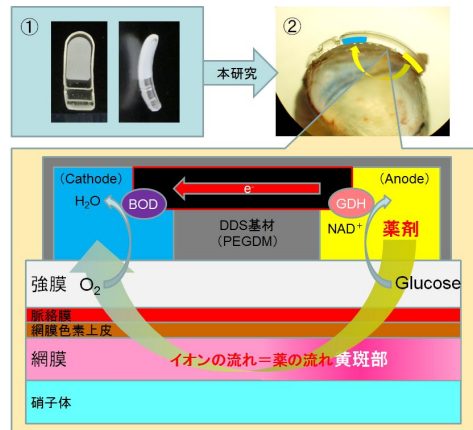 ①
本研究
②
(Cathode)
(Anode)
H₂O
BOD
e⁻
GDH
DDS基材
(PEGDM)
NAD⁺
薬剤
強膜
O₂
Glucose
脈絡膜
網膜色素上皮
網膜
イオンの流れ=薬の流れ
黄斑部
硝子体